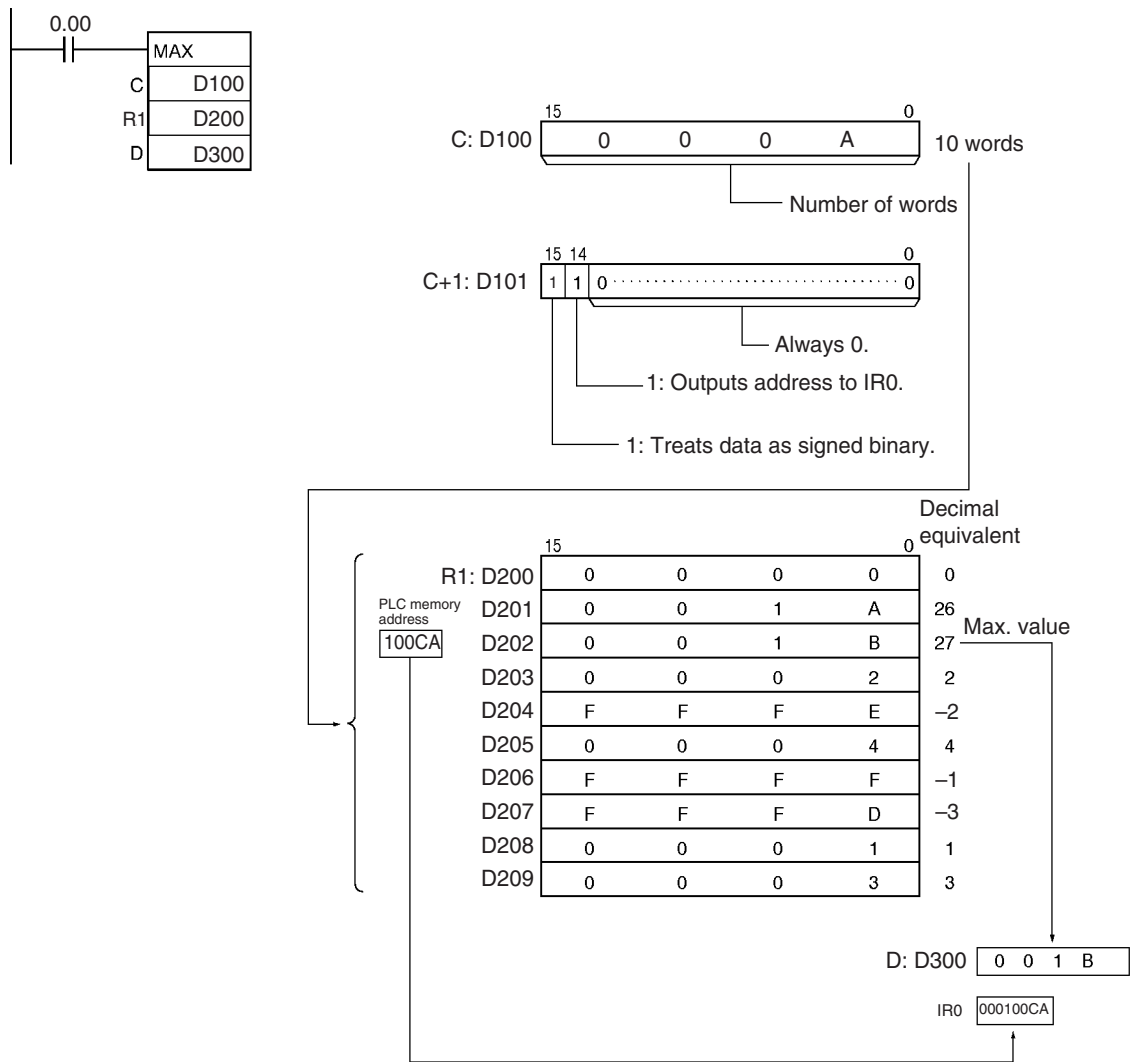 0.00
MAX
C D100
R1 D200
D D300
15 0
C: D100 0 0 0 A 10 words
Number of words
15 14 0
C+1: D101 1 1 0 0
Always 0.
1: Outputs address to IR0.
1: Treats data as signed binary.
Decimal
equivalent
15 0
R1: D200 0 0 0 0 0
PLC memory
address
D201 0 0 1 A 26
Max. value
100CA D202 0 0 1 B 27
D203 0 0 0 2 2
D204 F F F E –2
D205 0 0 0 4 4
D206 F F F F –1
D207 F F F D –3
D208 0 0 0 1 1
D209 0 0 0 3 3
D: D300 0 0 1 B
IR0 000100CA